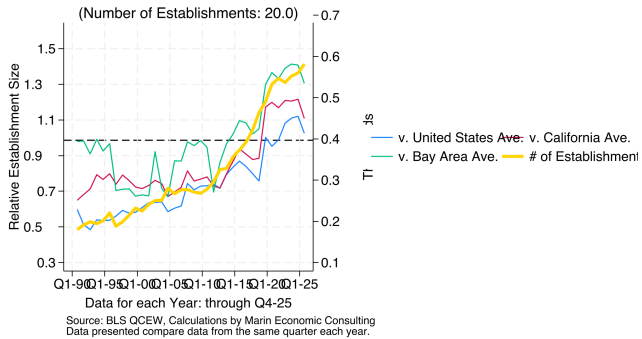 (Number of Establishments: 20.0)
Relative Establishment Size
1.5
1.3
1.1
0.9
0.7
0.5
0.3
0.7
0.6
0.5
0.4
0.3
0.2
0.1
Q1-90 Q1-95 Q1-00 Q1-05 Q1-10 Q1-15 Q1-20 Q1-25
Data for each Year: through Q4-25
v. United States Ave. v. California Ave.
v. Bay Area Ave. # of Establishment
Source: BLS QCEW, Calculations by Marin Economic Consulting
Data presented compare data from the same quarter each year.